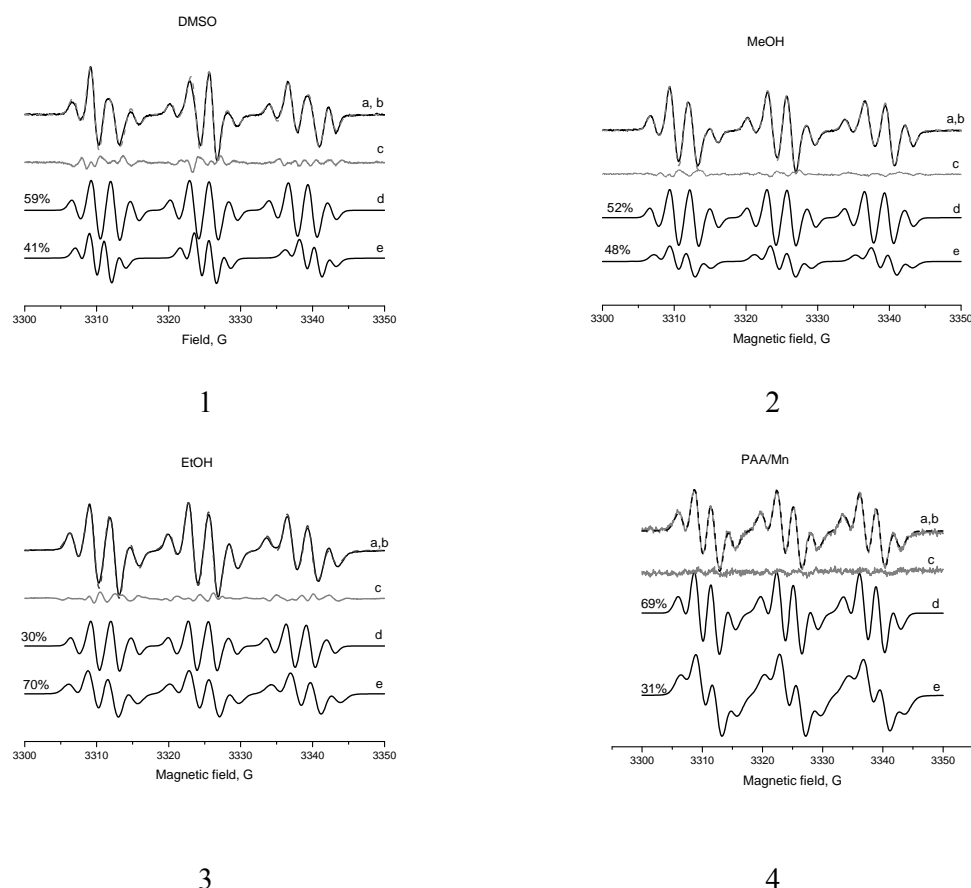 DMSO
a, b
c
59%
d
41%
e
3300 3310 3320 3330 3340 3350
Field, G
1
MeOH
a,b
c
52%
d
48%
e
3300 3310 3320 3330 3340 3350
Magnetic field, G
2
EtOH
a,b
c
30%
d
70%
e
3300 3310 3320 3330 3340 3350
Magnetic field, G
3
PAA/Mn
a,b
c
69%
d
31%
e
3300 3310 3320 3330 3340 3350
Magnetic field, G
4